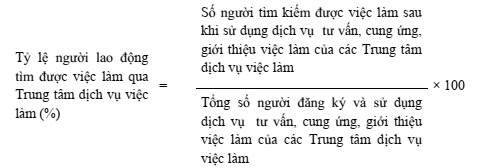 Tỷ lệ người lao động
tìm được việc làm qua
Trung tâm dịch vụ việc
làm (%)
=
Số người tìm kiếm được việc làm sau
khi sử dụng dịch vụ tư vấn, cung ứng,
giới thiệu việc làm của các Trung tâm
dịch vụ việc làm
Tổng số người đăng ký và sử dụng
dịch vụ tư vấn, cung ứng, giới thiệu
việc làm của các Trung tâm dịch vụ
việc làm
× 100